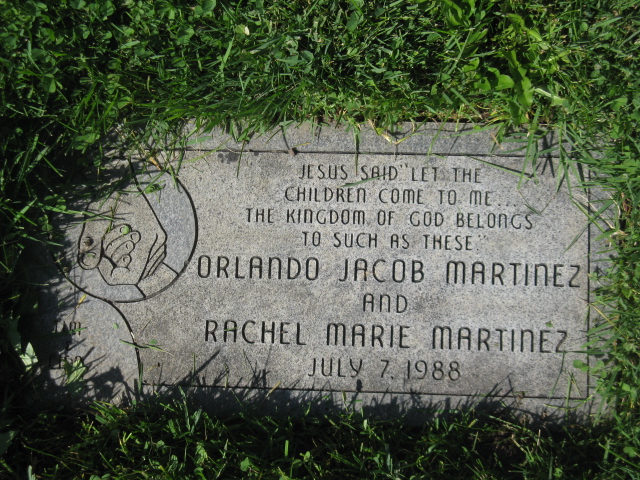 JESUS SAID "LET THE
CHILDREN COME TO ME...
THE KINGDOM OF GOD BELONGS
TO SUCH AS THESE"
ORLANDO JACOB MARTINEZ
AND
RACHEL MARIE MARTINEZ
JULY 7, 1988